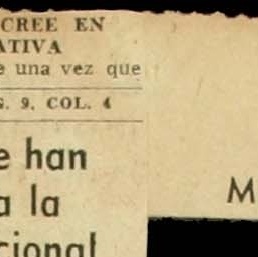 CREE EN
ATIVA
e una vez que
G. 9, COL. 4
e han
a la
cional
M